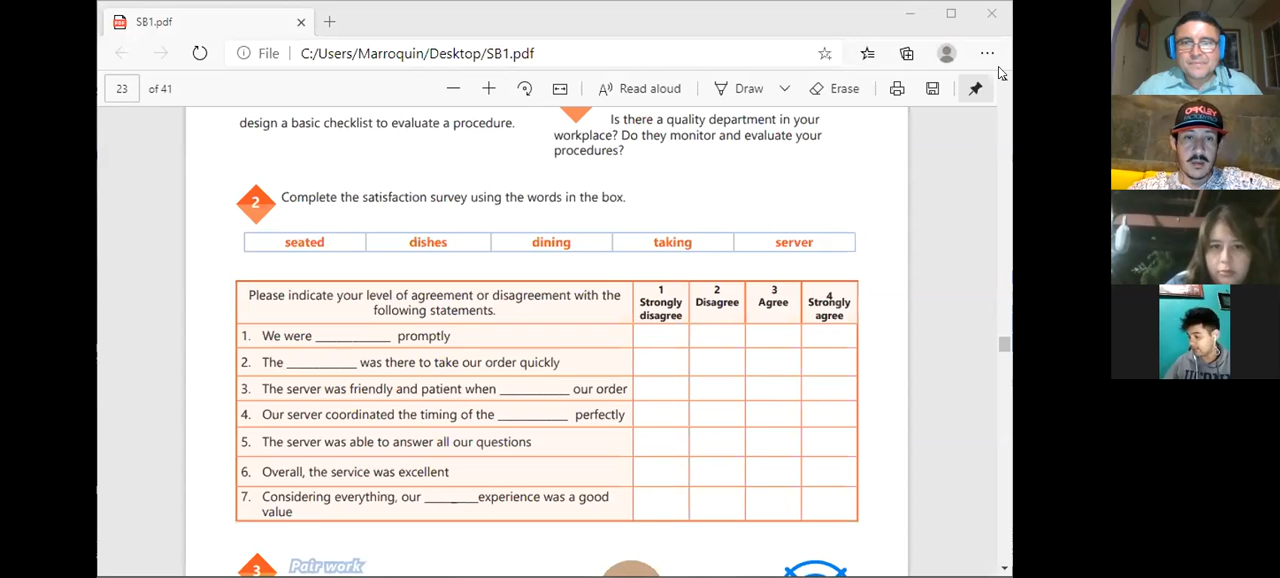 SB1.pdf
File
C:/Users/Marroquin/Desktop/SB1.pdf
23 of 41
Read aloud
Draw
Erase
design a basic checklist to evaluate a procedure.
Is there a quality department in your
workplace? Do they monitor and evaluate your
procedures?
2 Complete the satisfaction survey using the words in the box.
seated dishes dining taking server
Please indicate your level of agreement or disagreement with the
following statements.
1
Strongly
disagree
2
Disagree
3
Agree
4
Strongly
agree
1. We were ___________ promptly
2. The __________ was there to take our order quickly
3. The server was friendly and patient when __________ our order
4. Our server coordinated the timing of the __________ perfectly
5. The server was able to answer all our questions
6. Overall, the service was excellent
7. Considering everything, our ________experience was a good
value
3 Pair work
OAKLEY